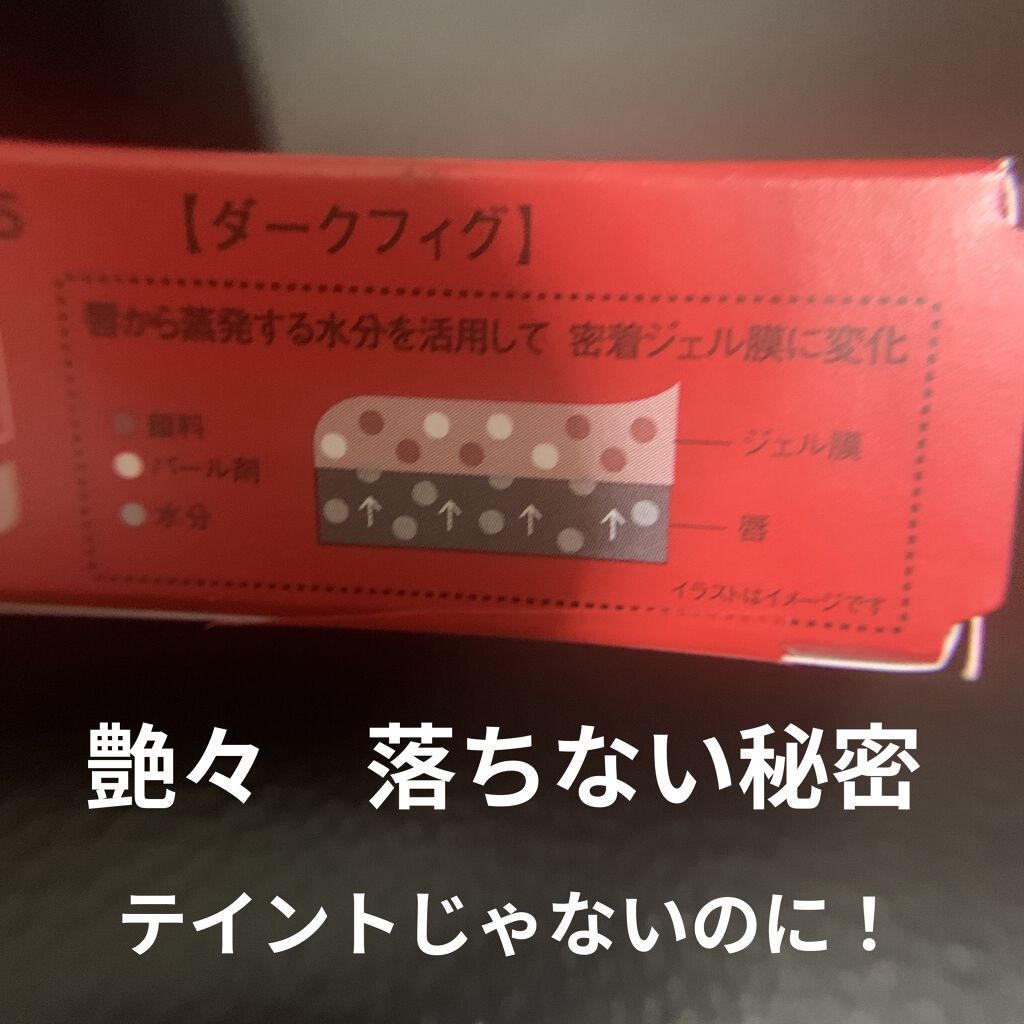 【ダークフィグ】
唇から蒸発する水分を活用して 密着ジェル膜に変化
顔料
パール剤
水分
ジェル膜
唇
イラストはイメージです
艶々 落ちない秘密
テイントじゃないのに！